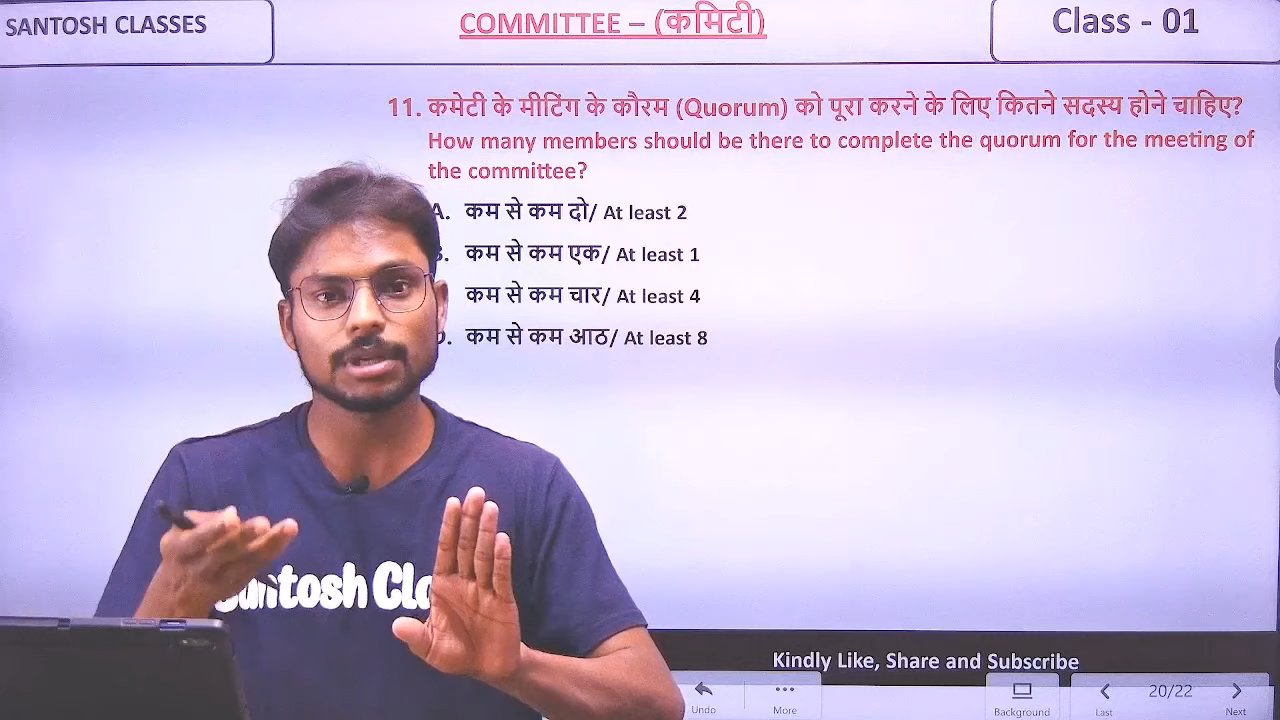 SANTOSH CLASSES
COMMITTEE – (कमिटी)
Class - 01
11. कमेटी के मीटिंग के कौरम (Quorum) को पूरा करने के लिए कितने सदस्य होने चाहिए?
How many members should be there to complete the quorum for the meeting of
the committee?
A. कम से कम दो/ At least 2
B. कम से कम एक/ At least 1
कम से कम चार/ At least 4
D. कम से कम आठ/ At least 8
Santosh Cla
Kindly Like, Share and Subscribe
Undo
More
Background
Last
20/22
Next